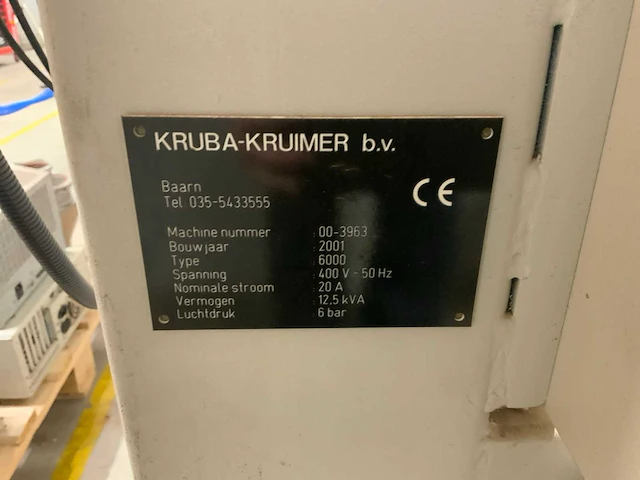 KRUBA-KRUIMER b.v.
Baarn
Tel. 035-5433555
CE
Machine nummer : 00-3963
Bouwjaar : 2001
Type : 6000
Spanning : 400 V - 50 Hz
Nominale stroom : 20 A
Vermogen : 12.5 kVA
Luchtdruk : 6 bar